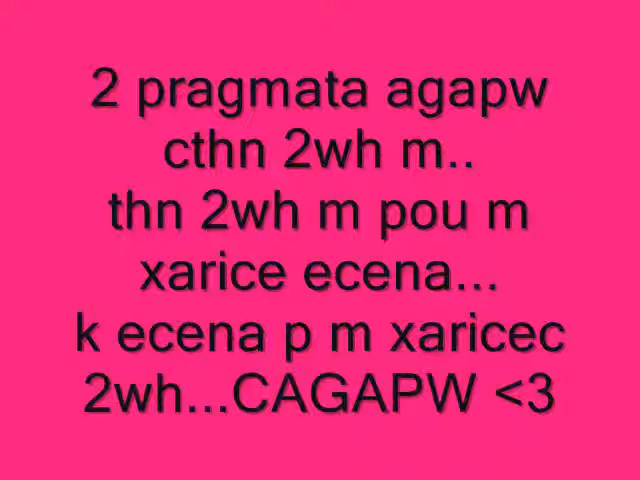 2 pragmata agapw
cthn 2wh m..
thn 2wh m pou m
xarice ecena...
k ecena p m xaricec
2wh...CAGAPW <3